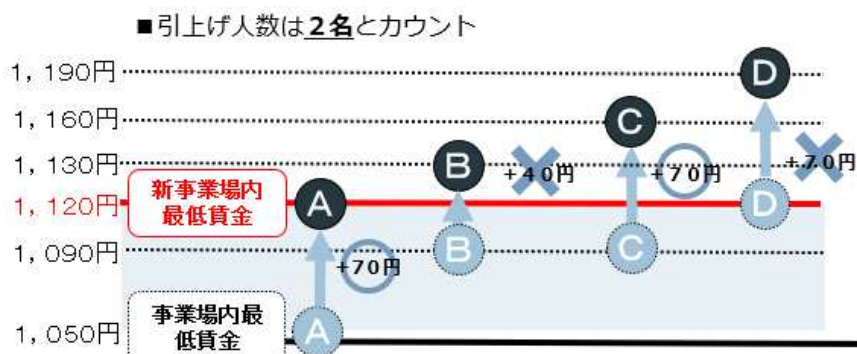 ■引上げ人数は2名とカウント
1,190円
D
1,160円
C
1,130円
B
+40円
+70円
+70円
新事業場内
最低賃金
1,120円
A
D
1,090円
B
C
+70円
事業場内最
低賃金
1,050円
A